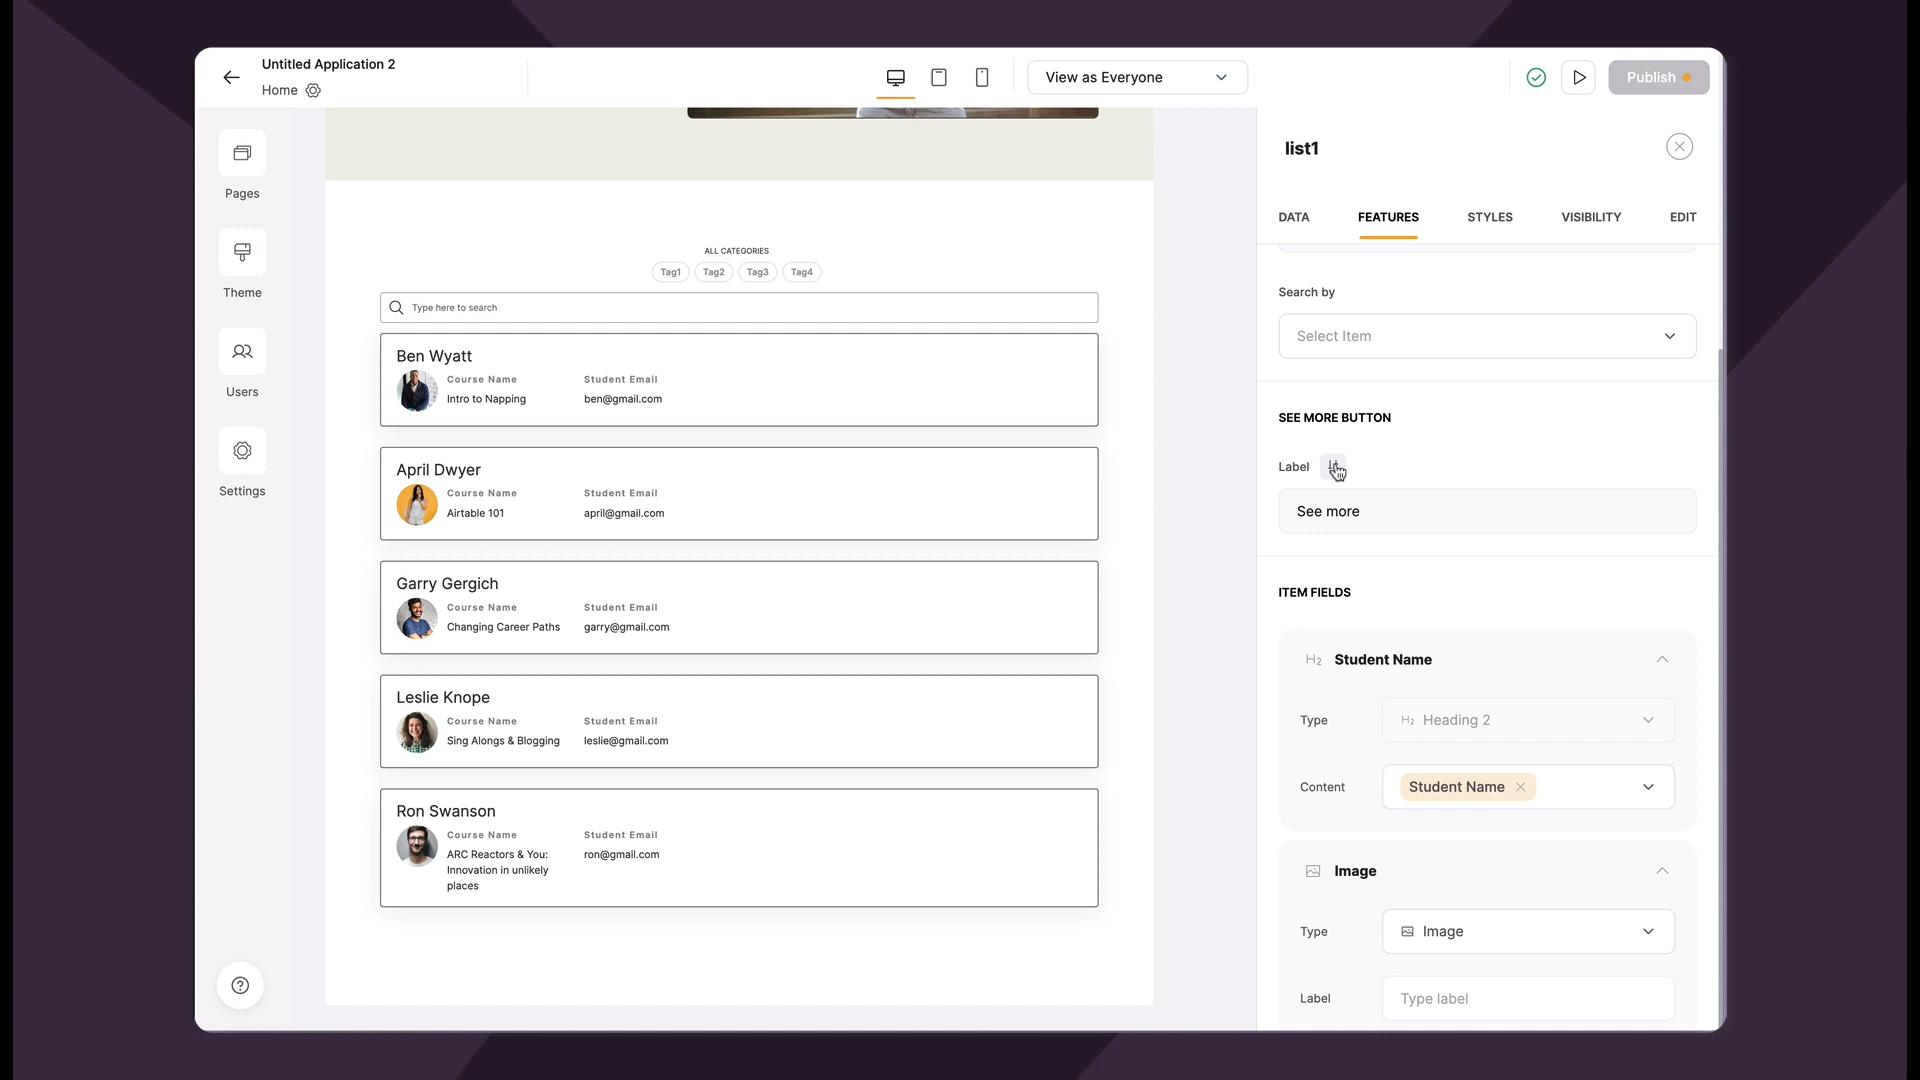 Untitled Application 2
Home
View as Everyone
Publish
Pages
Theme
Users
Settings
ALL CATEGORIES
Tag1 Tag2 Tag3 Tag4
Type here to search
Ben Wyatt
Course Name Student Email
Intro to Napping ben@gmail.com
April Dwyer
Course Name Student Email
Airtable 101 april@gmail.com
Garry Gergich
Course Name Student Email
Changing Career Paths garry@gmail.com
Leslie Knope
Course Name Student Email
Sing Alongs & Blogging leslie@gmail.com
Ron Swanson
Course Name Student Email
ARC Reactors & You: ron@gmail.com
Innovation in unlikely
places
list1
DATA FEATURES STYLES VISIBILITY EDIT
Search by
Select Item
SEE MORE BUTTON
Label
See more
ITEM FIELDS
H2 Student Name
Type H2 Heading 2
Content Student Name
Image
Type Image
Label Type label